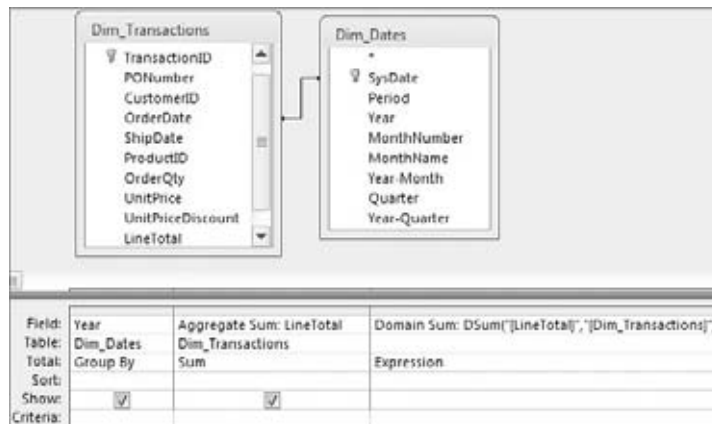 Dim_Transactions
TransactionID
PONumber
CustomerID
OrderDate
ShipDate
ProductID
OrderQty
UnitPrice
UnitPriceDiscount
LineTotal
Dim_Dates
*
SysDate
Period
Year
MonthNumber
MonthName
Year-Month
Quarter
Year-Quarter
Field: Year Aggregate Sum: LineTotal Domain Sum: DSum("[LineTotal]","[Dim_Transactions]"
Table: Dim_Dates Dim_Transactions
Total: Group By Sum Expression
Sort:
Show:
Criteria: